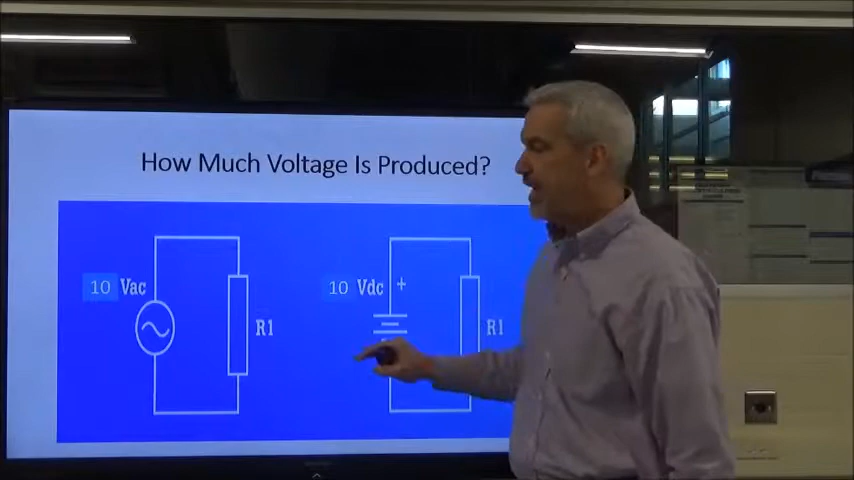 How Much Voltage Is Produced?
10 Vac
10 Vdc +
R1
R1